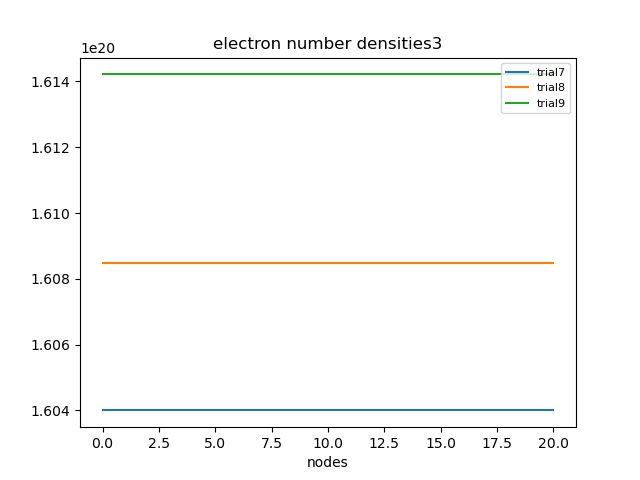 electron number densities3
1e20
1.614
1.612
1.610
1.608
1.606
1.604
trial7
trial8
trial9
0.0 2.5 5.0 7.5 10.0 12.5 15.0 17.5 20.0
nodes